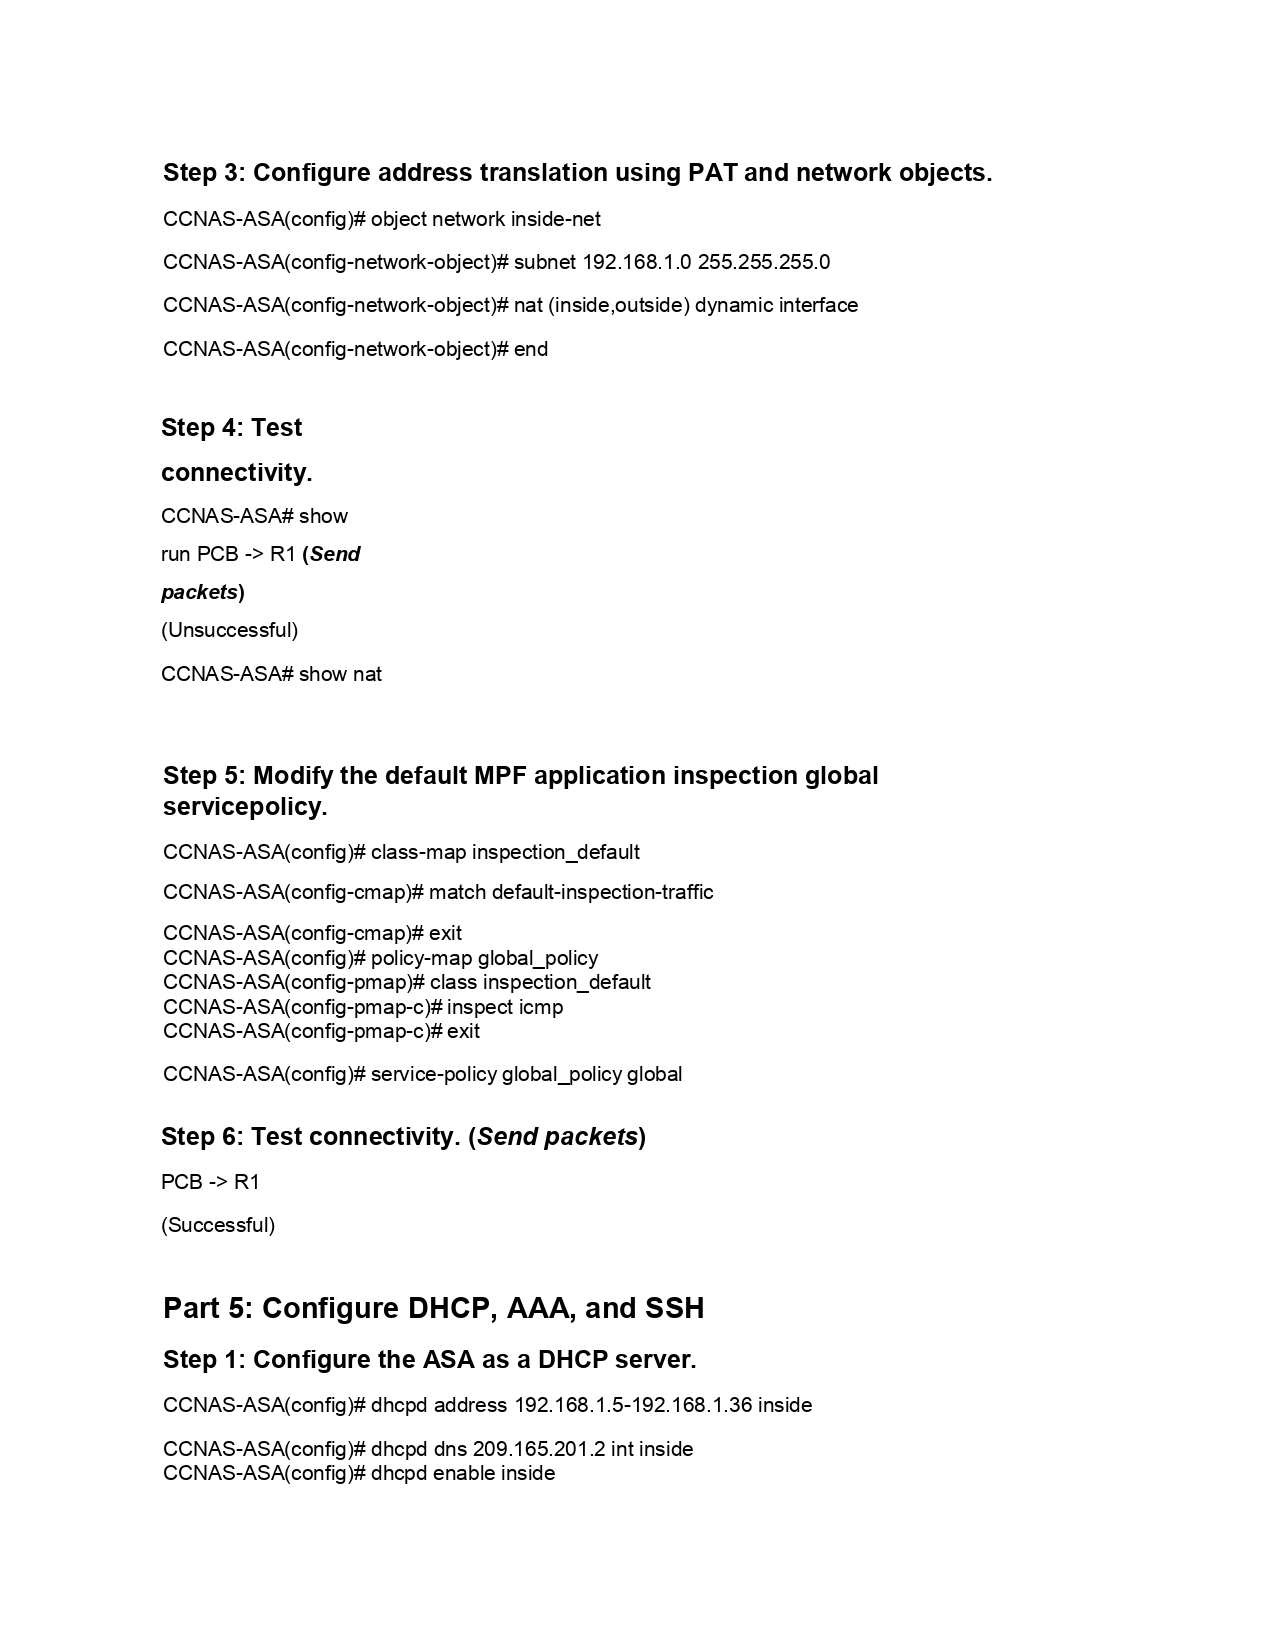 Step 3: Configure address translation using PAT and network objects.
CCNAS-ASA(config)# object network inside-net
CCNAS-ASA(config-network-object)# subnet 192.168.1.0 255.255.255.0
CCNAS-ASA(config-network-object)# nat (inside,outside) dynamic interface
CCNAS-ASA(config-network-object)# end
Step 4: Test
connectivity.
CCNAS-ASA# show
run PCB -> R1 (Send
packets)
(Unsuccessful)
CCNAS-ASA# show nat
Step 5: Modify the default MPF application inspection global
servicepolicy.
CCNAS-ASA(config)# class-map inspection_default
CCNAS-ASA(config-cmap)# match default-inspection-traffic
CCNAS-ASA(config-cmap)# exit
CCNAS-ASA(config)# policy-map global_policy
CCNAS-ASA(config-pmap)# class inspection_default
CCNAS-ASA(config-pmap-c)# inspect icmp
CCNAS-ASA(config-pmap-c)# exit
CCNAS-ASA(config)# service-policy global_policy global
Step 6: Test connectivity. (Send packets)
PCB -> R1
(Successful)
Part 5: Configure DHCP, AAA, and SSH
Step 1: Configure the ASA as a DHCP server.
CCNAS-ASA(config)# dhcpd address 192.168.1.5-192.168.1.36 inside
CCNAS-ASA(config)# dhcpd dns 209.165.201.2 int inside
CCNAS-ASA(config)# dhcpd enable inside